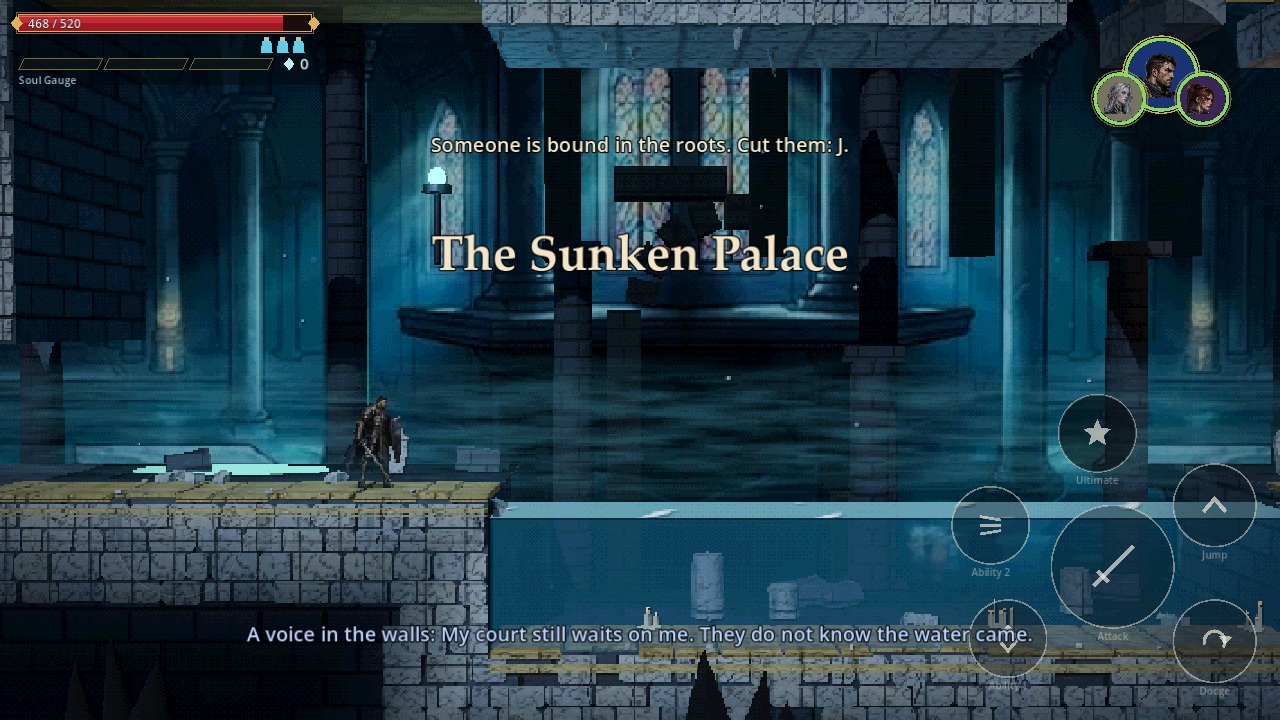 468 / 520
0
Soul Gauge
Someone is bound in the roots. Cut them: J.
The Sunken Palace
Ultimate
Jump
Ability 2
Attack
A voice in the walls: My court still waits on me. They do not know the water came.
Ability
Dodge